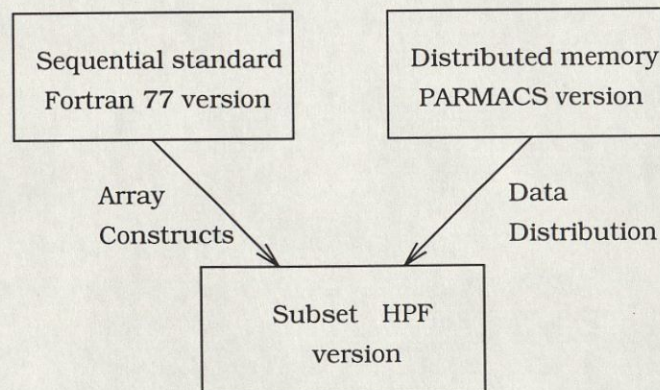 Sequential standard
Fortran 77 version
Distributed memory
PARMACS version
Array
Constructs
Data
Distribution
Subset HPF
version